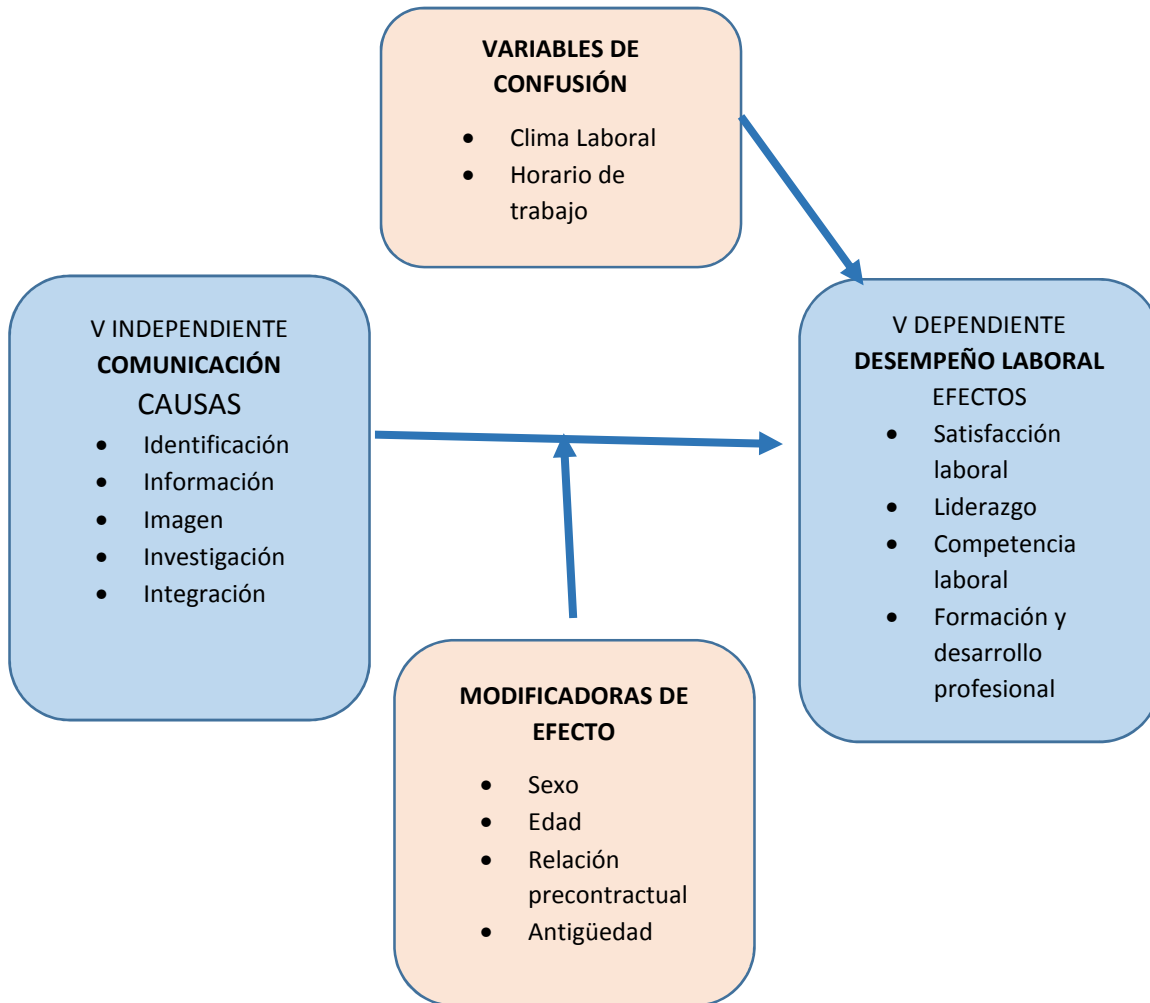 VARIABLES DE
CONFUSIÓN
• Clima Laboral
• Horario de
trabajo
V INDEPENDIENTE
COMUNICACIÓN
CAUSAS
• Identificación
• Información
• Imagen
• Investigación
• Integración
V DEPENDIENTE
DESEMPEÑO LABORAL
EFECTOS
• Satisfacción
laboral
• Liderazgo
• Competencia
laboral
• Formación y
desarrollo
profesional
MODIFICADORAS DE
EFECTO
• Sexo
• Edad
• Relación
precontractual
• Antigüedad